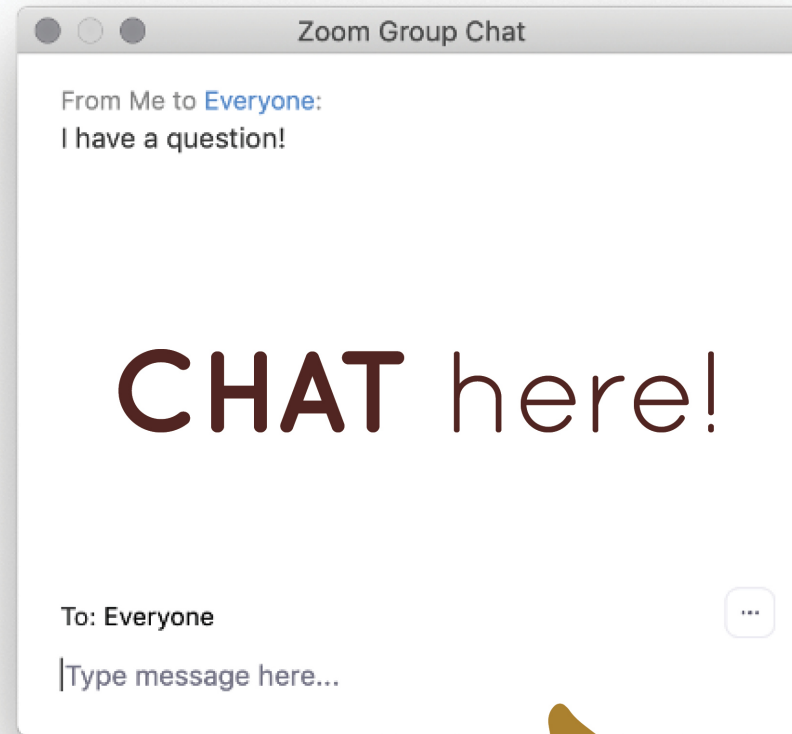 Zoom Group Chat
From Me to Everyone:
I have a question!
CHAT here!
To: Everyone
...
Type message here...